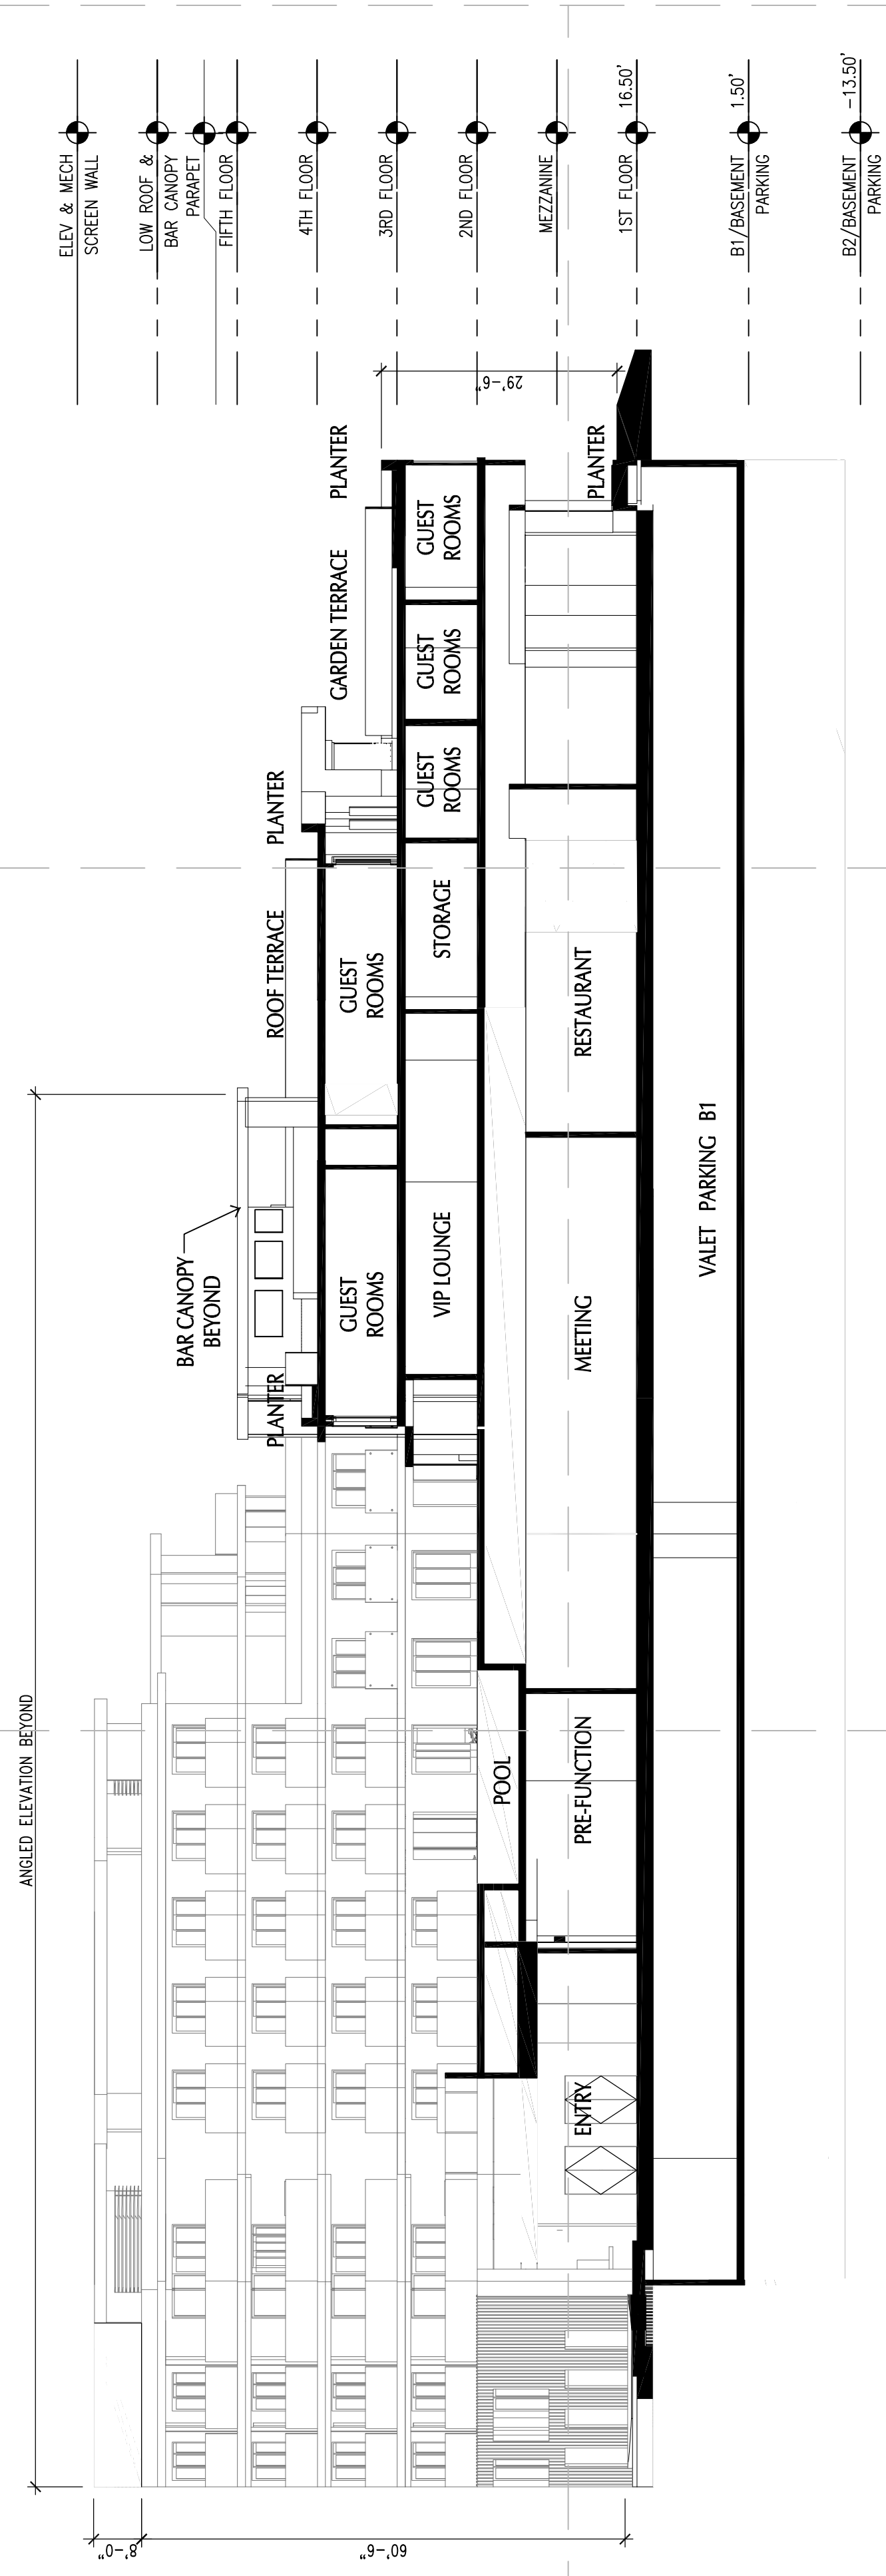 ELEV & MECH
SCREEN WALL
LOW ROOF &
BAR CANOPY
PARAPET
FIFTH FLOOR
4TH FLOOR
3RD FLOOR
2ND FLOOR
MEZZANINE
1ST FLOOR 16.50'
B1/BASEMENT 1.50'
PARKING
B2/BASEMENT -13.50'
PARKING
29'-6"
PLANTER
GARDEN TERRACE
PLANTER
PLANTER
ROOF TERRACE
GUEST
ROOMS
GUEST
ROOMS
GUEST
ROOMS
STORAGE
GUEST
ROOMS
RESTAURANT
VALET PARKING B1
BAR CANOPY
BEYOND
GUEST
ROOMS
VIP LOUNGE
MEETING
PLANTER
ANGLED ELEVATION BEYOND
POOL
PRE-FUNCTION
ENTRY
8'-0"
60'-6"